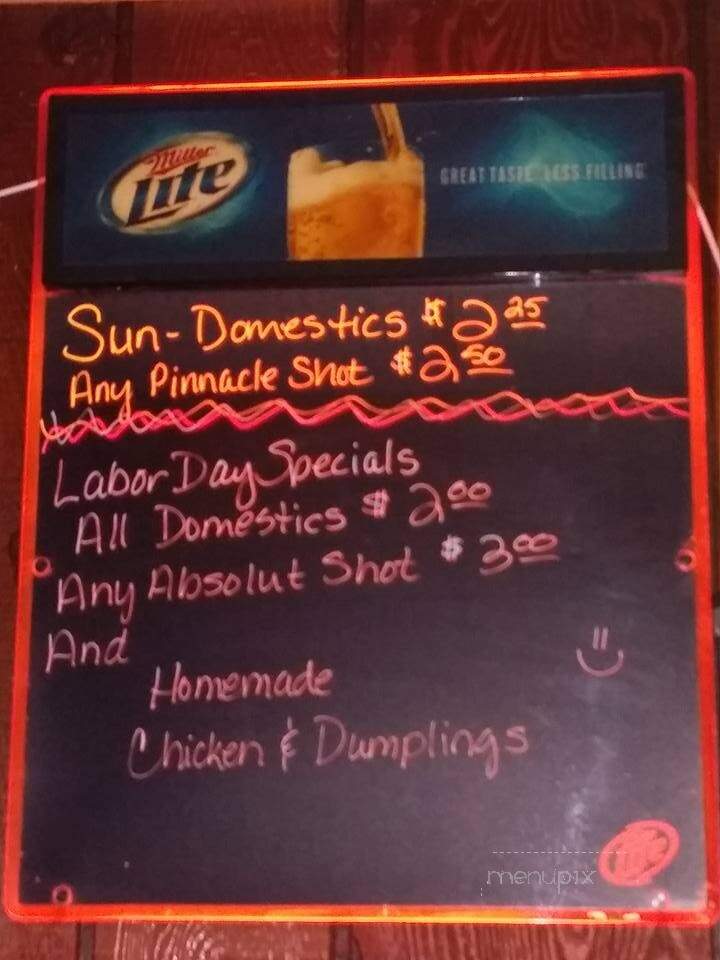 Miller
Lite
GREAT TASTE LESS FILLING
Sun-Domestics $2.25
Any Pinnacle Shot $2.50
Labor Day Specials
All Domestics $2.00
Any Absolut Shot $3.00
And
Homemade
Chicken & Dumplings
Lite
menupix